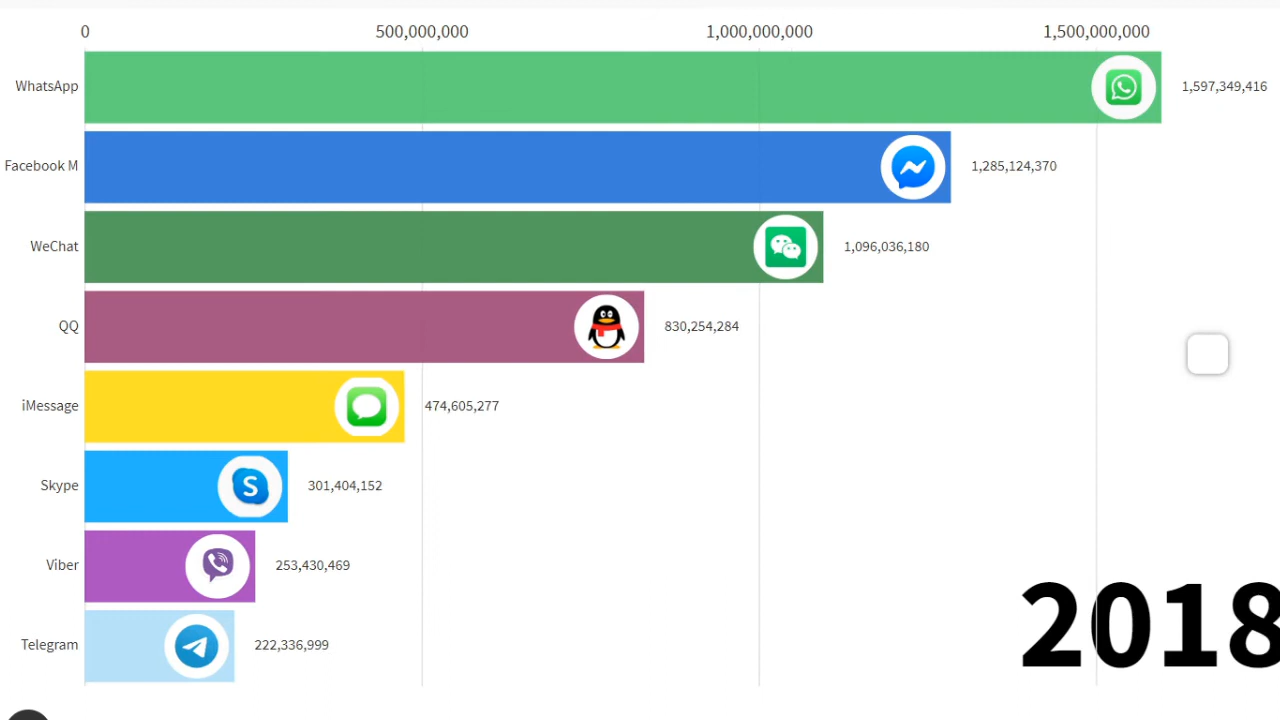 0 500,000,000 1,000,000,000 1,500,000,000
WhatsApp 1,597,349,416
Facebook M 1,285,124,370
WeChat 1,096,036,180
QQ 830,254,284
iMessage 474,605,277
Skype S 301,404,152
Viber 253,430,469
Telegram 222,336,999
2018